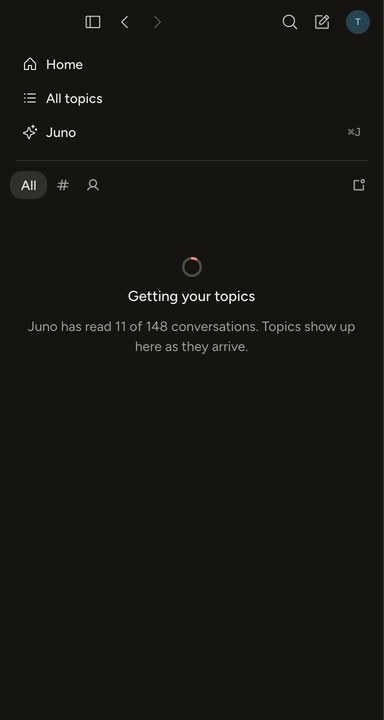 T
Home
All topics
Juno
⌘J
All
Getting your topics
Juno has read 11 of 148 conversations. Topics show up
here as they arrive.